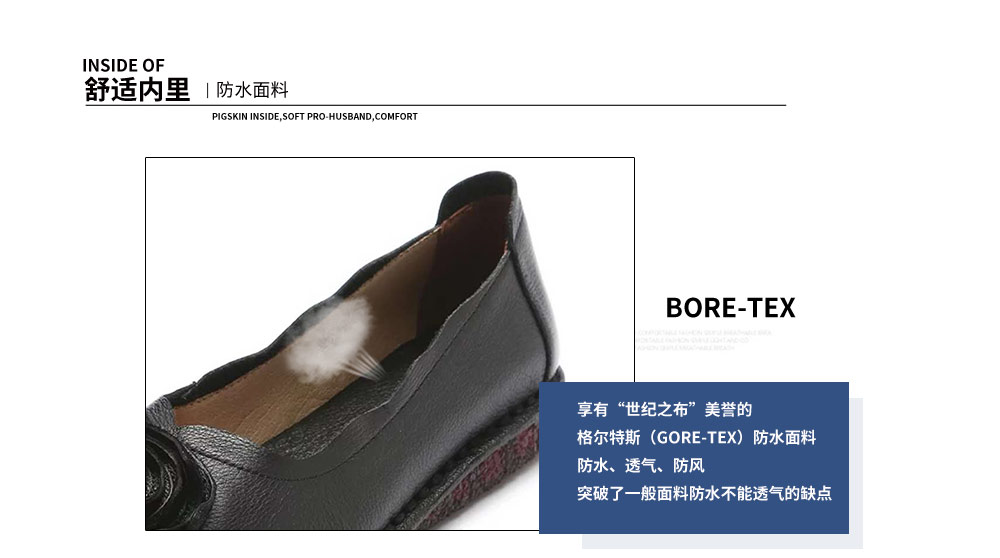 INSIDE OF
舒适内里 | 防水面料
PIGSKIN INSIDE,SOFT PRO-HUSBAND,COMFORT
BORE-TEX
享有“世纪之布”美誉的
格尔特斯（GORE-TEX）防水面料
防水、透气、防风
突破了一般面料防水不能透气的缺点